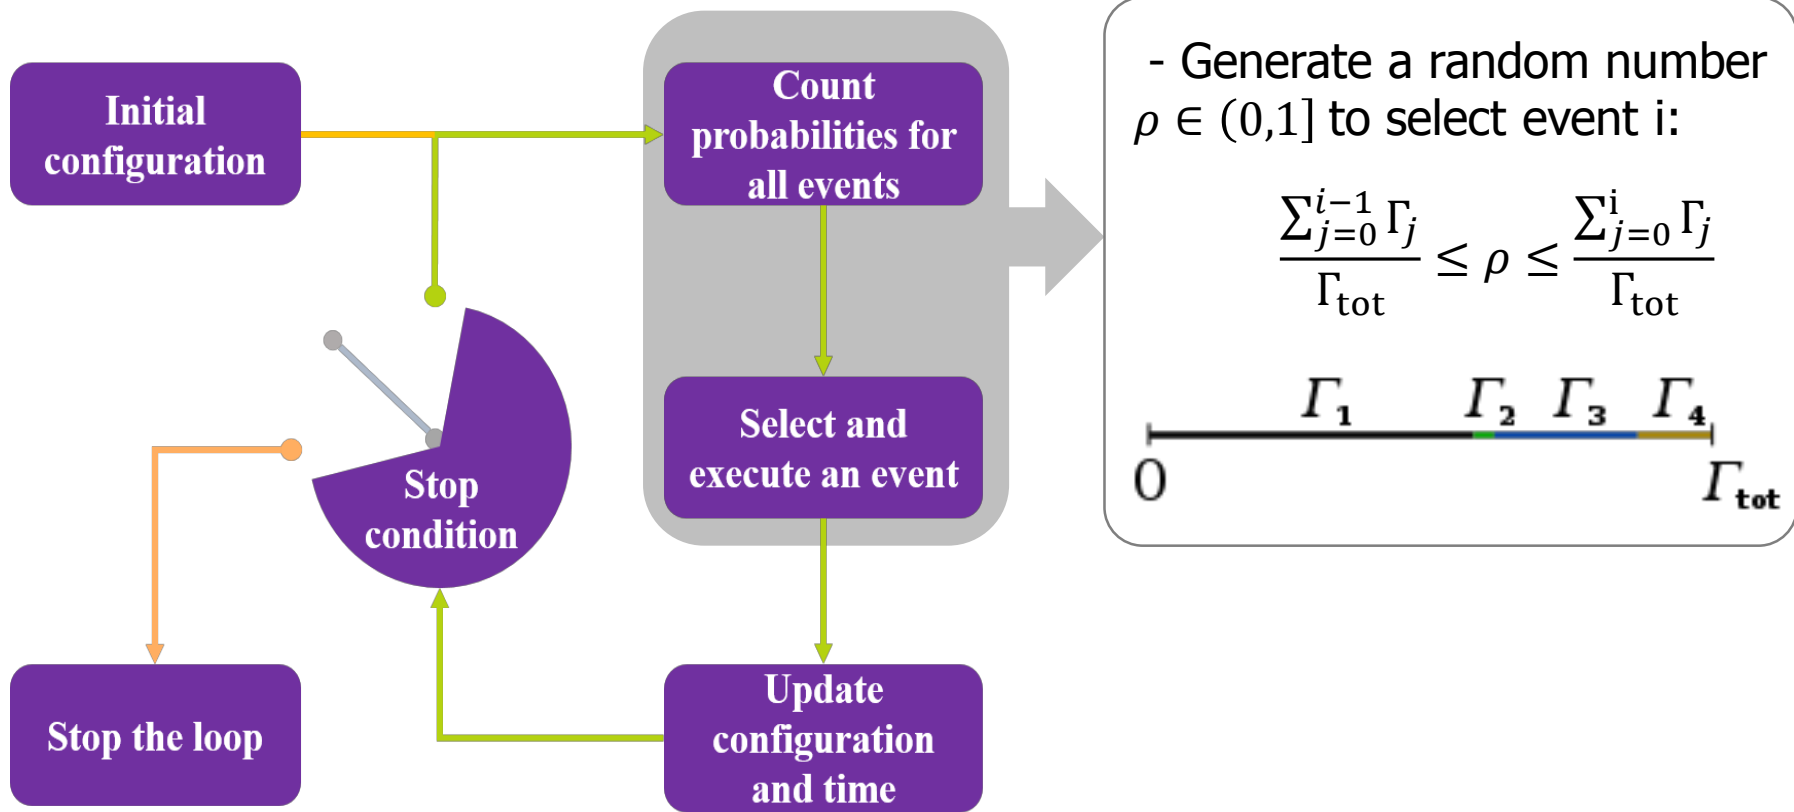 Initial
configuration
Count
probabilities for
all events
Select and
execute an event
Stop
condition
Stop the loop
Update
configuration
and time
- Generate a random number
ρ ∈ (0,1] to select event i:
∑_{j=0}^{i−1} Γ_j / Γ_tot ≤ ρ ≤ ∑_{j=0}^{i} Γ_j / Γ_tot
Γ₁ Γ₂ Γ₃ Γ₄
0 Γ_tot